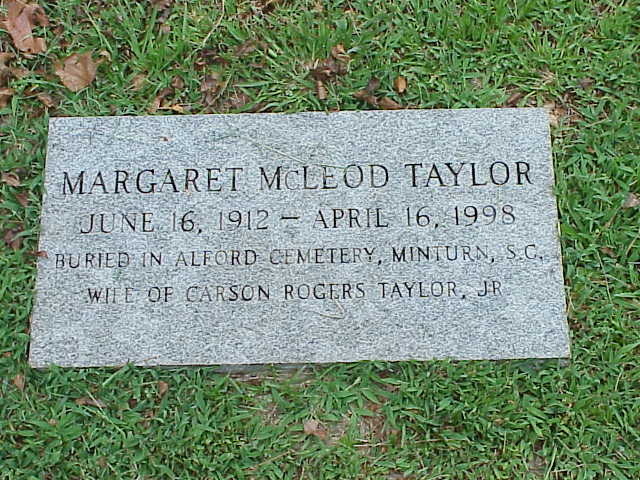 MARGARET McLEOD TAYLOR
JUNE 16, 1912 – APRIL 16, 1998
BURIED IN ALFORD CEMETERY, MINTURN, S.C.
WIFE OF CARSON ROGERS TAYLOR, JR